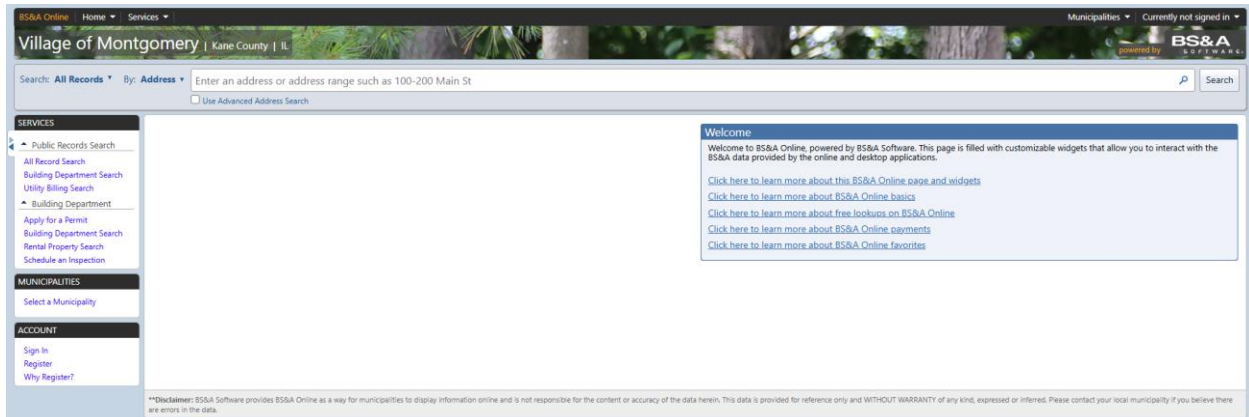 BS&A Online Home Services Municipalities Currently not signed in
Village of Montgomery | Kane County | IL
powered by BS&A SOFTWARE.
Search: All Records By: Address Enter an address or address range such as 100-200 Main St Search
Use Advanced Address Search
SERVICES
Public Records Search
All Record Search
Building Department Search
Utility Billing Search
Building Department
Apply for a Permit
Building Department Search
Rental Property Search
Schedule an Inspection
MUNICIPALITIES
Select a Municipality
ACCOUNT
Sign In
Register
Why Register?
Welcome
Welcome to BS&A Online, powered by BS&A Software. This page is filled with customizable widgets that allow you to interact with the
BS&A data provided by the online and desktop applications.
Click here to learn more about this BS&A Online page and widgets
Click here to learn more about BS&A Online basics
Click here to learn more about free lookups on BS&A Online
Click here to learn more about BS&A Online payments
Click here to learn more about BS&A Online favorites
**Disclaimer: BS&A Software provides BS&A Online as a way for municipalities to display information online and is not responsible for the content or accuracy of the data herein. This data is provided for reference only and WITHOUT WARRANTY of any kind, expressed or inferred. Please contact your local municipality if you believe there
are errors in the data.